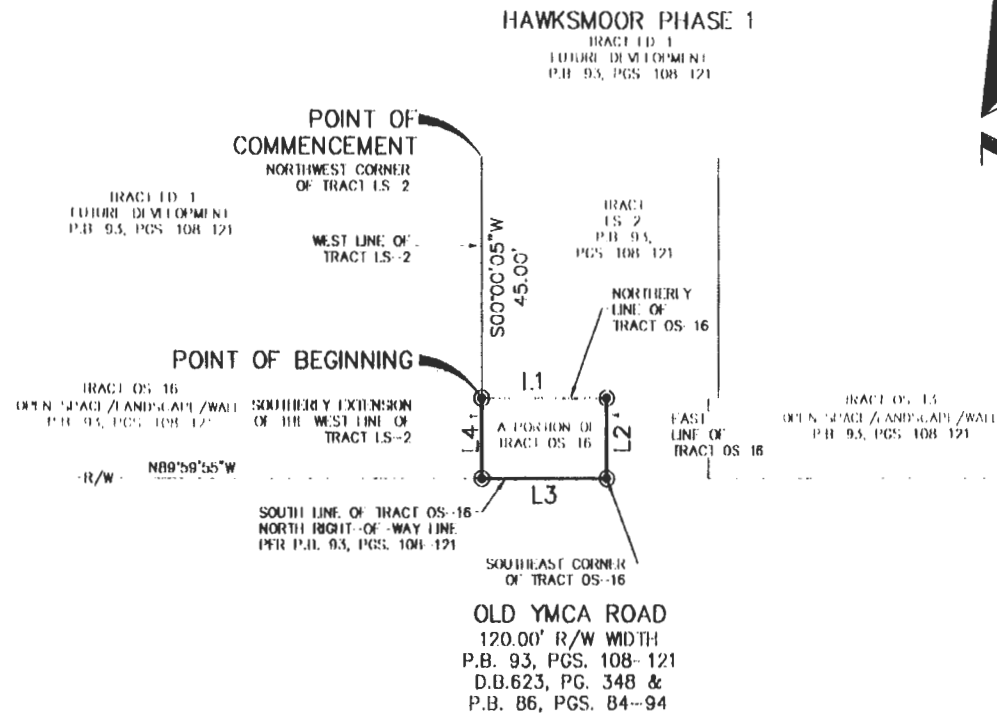 HAWKSMOOR PHASE 1
TRACT FD 1
FUTURE DEVELOPMENT
P.B. 93, PGS 108 121
POINT OF
COMMENCEMENT
NORTHWEST CORNER
OF TRACT LS 2
TRACT FD 1
FUTURE DEVELOPMENT
P.B. 93, PGS 108 121
WEST LINE OF
TRACT LS-2
S00°00'05"W
45.00'
TRACT
LS 2
P.B. 93,
PGS 108 121
NORTHERLY
LINE OF
TRACT OS 16
POINT OF BEGINNING
L1
TRACT OS 16
OPEN SPACE/LANDSCAPE/WALL
P.B. 93, PGS 108 12
SOUTHERLY EXTENSION
OF THE WEST LINE OF
TRACT LS-2
L4
A PORTION OF
TRACT OS 16
L2
EAST
LINE OF
TRACT OS 16
TRACT OS 13
OPEN SPACE/LANDSCAPE/WALL
P.B. 93, PGS 108 121
R/W
N89°59'55"W
L3
SOUTH LINE OF TRACT OS-16
NORTH RIGHT-OF-WAY LINE
PER P.B. 93, PGS. 108-121
SOUTHEAST CORNER
OF TRACT OS-16
OLD YMCA ROAD
120.00' R/W WIDTH
P.B. 93, PGS. 108-121
D.B.623, PG. 348 &
P.B. 86, PGS. 84-94